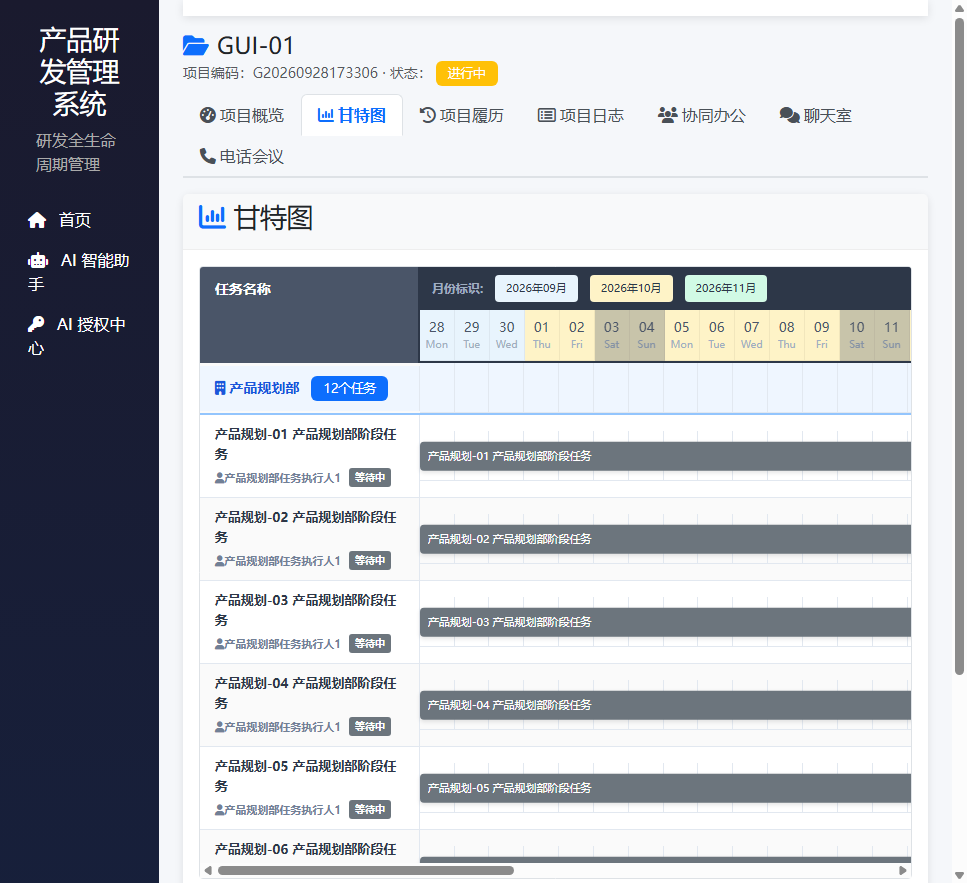 产品研
发管理
系统
研发全生命
周期管理
首页
AI 智能助
手
AI 授权中
心
GUI-01
项目编码：G20260928173306 · 状态： 进行中
项目概览 甘特图 项目履历 项目日志 协同办公 聊天室
电话会议
甘特图
任务名称
月份标识: 2026年09月 2026年10月 2026年11月
28 29 30 01 02 03 04 05 06 07 08 09 10 11
Mon Tue Wed Thu Fri Sat Sun Mon Tue Wed Thu Fri Sat Sun
产品规划部 12个任务
产品规划-01 产品规划部阶段任
务
产品规划部任务执行人1 等待中
产品规划-01 产品规划部阶段任务
产品规划-02 产品规划部阶段任
务
产品规划部任务执行人1 等待中
产品规划-02 产品规划部阶段任务
产品规划-03 产品规划部阶段任
务
产品规划部任务执行人1 等待中
产品规划-03 产品规划部阶段任务
产品规划-04 产品规划部阶段任
务
产品规划部任务执行人1 等待中
产品规划-04 产品规划部阶段任务
产品规划-05 产品规划部阶段任
务
产品规划部任务执行人1 等待中
产品规划-05 产品规划部阶段任务
产品规划-06 产品规划部阶段任